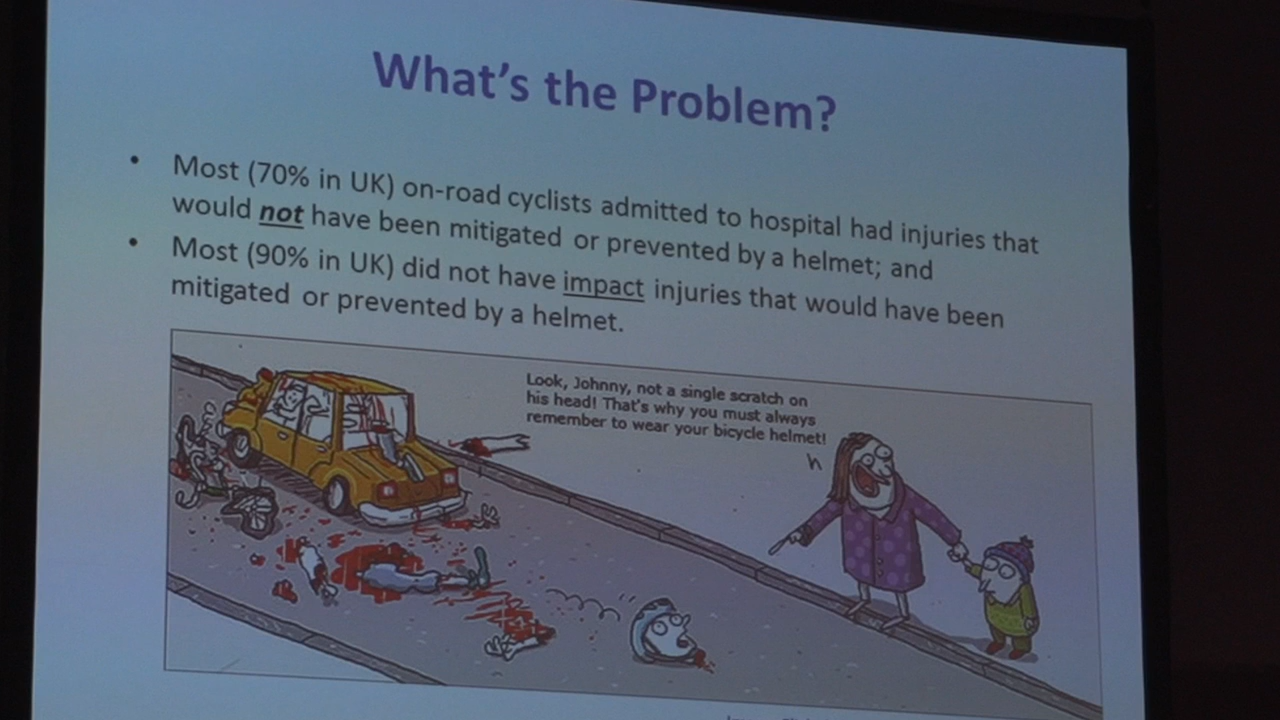 What's the Problem?
• Most (70% in UK) on-road cyclists admitted to hospital had injuries that
would not have been mitigated or prevented by a helmet; and
• Most (90% in UK) did not have impact injuries that would have been
mitigated or prevented by a helmet.
Look, Johnny, not a single scratch on
his head! That's why you must always
remember to wear your bicycle helmet!